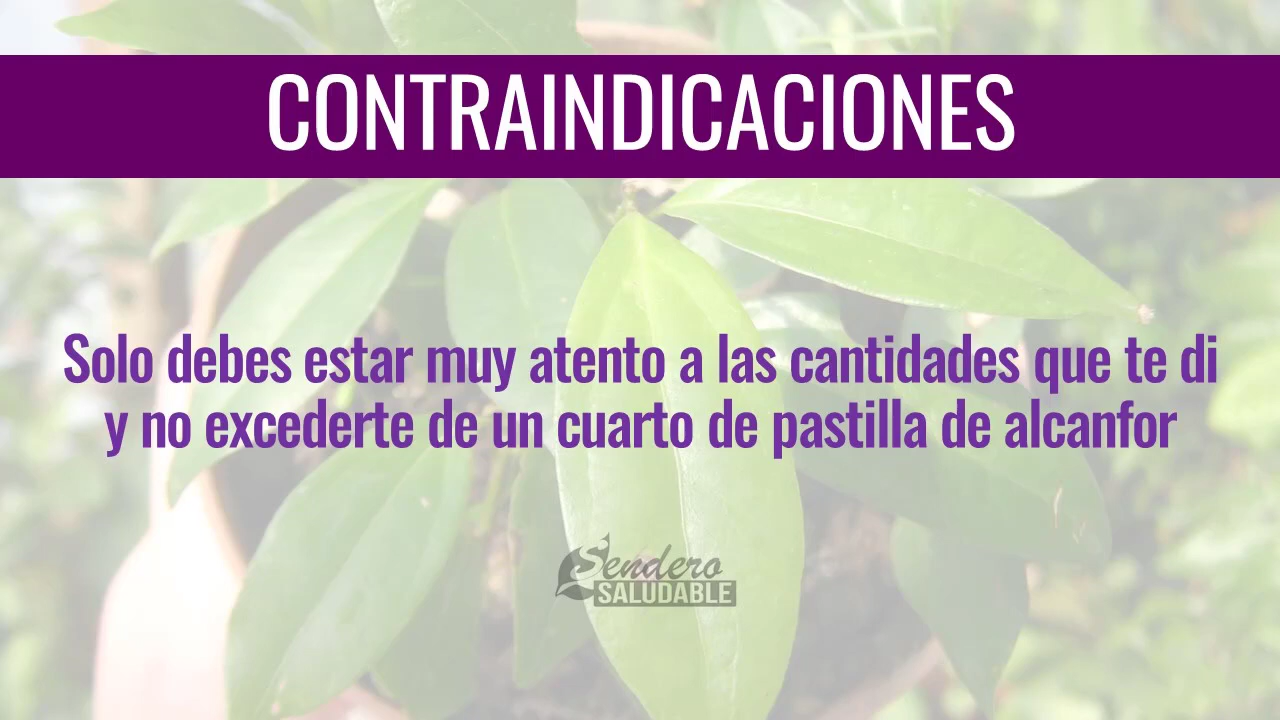 CONTRAINDICACIONES
Solo debes estar muy atento a las cantidades que te di
y no excederte de un cuarto de pastilla de alcanfor
Sendero
SALUDABLE